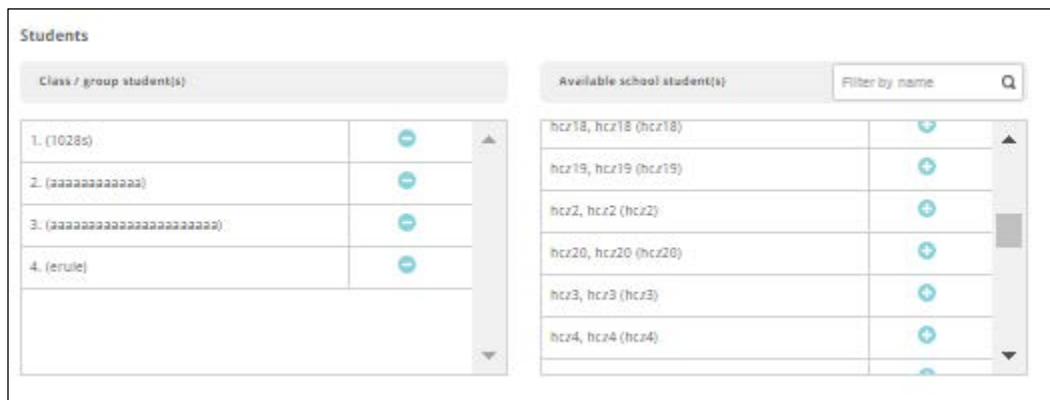 Students
Class / group student(s)
Available school student(s)
Filter by name
1. (1028s)
2. (aaaaaaaaaaaa)
3. (aaaaaaaaaaaaaaaaaaaaaa)
4. (erule)
hcz18, hcz18 (hcz18)
hcz19, hcz19 (hcz19)
hcz2, hcz2 (hcz2)
hcz20, hcz20 (hcz20)
hcz3, hcz3 (hcz3)
hcz4, hcz4 (hcz4)